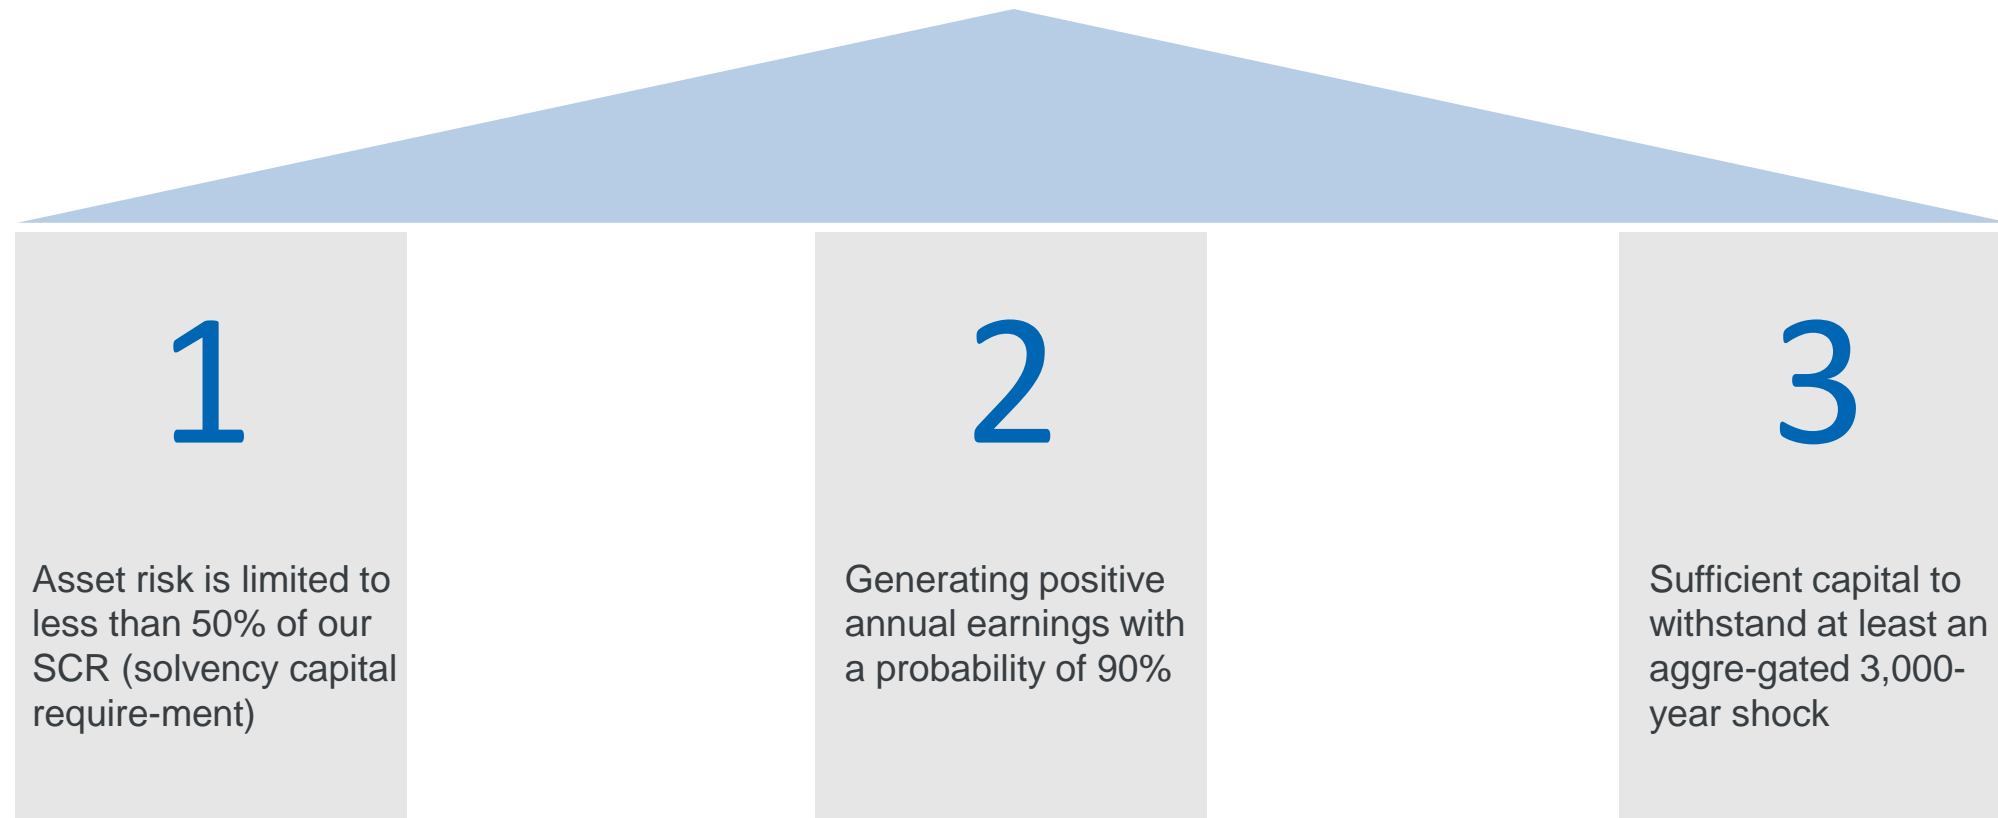 1
Asset risk is limited to
less than 50% of our
SCR (solvency capital
require-ment)
2
Generating positive
annual earnings with
a probability of 90%
3
Sufficient capital to
withstand at least an
aggre-gated 3,000-
year shock